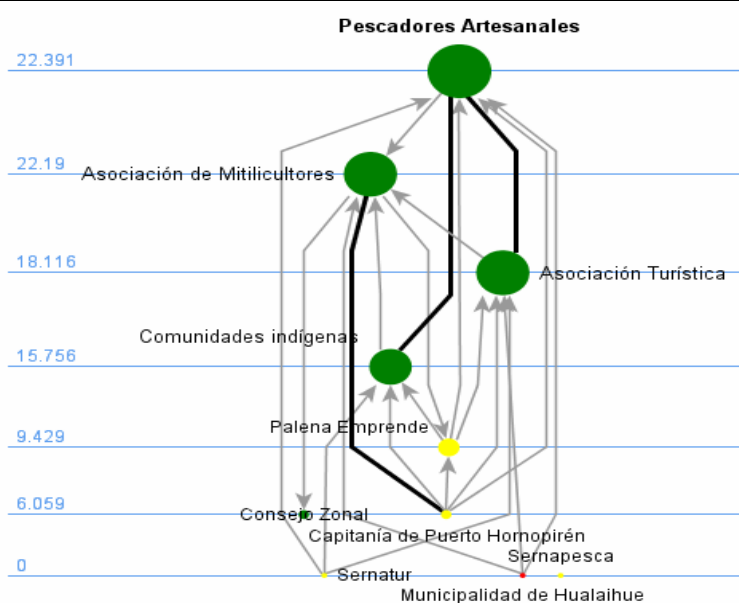 Pescadores Artesanales
22.391
22.19
Asociación de Mitilicultores
18.116
Asociación Turística
Comunidades indígenas
15.756
Palena Emprende
9.429
6.059
Consejo Zonal
Capitanía de Puerto Hornopirén
Sernapesca
0
Sernatur
Municipalidad de Hualaihue